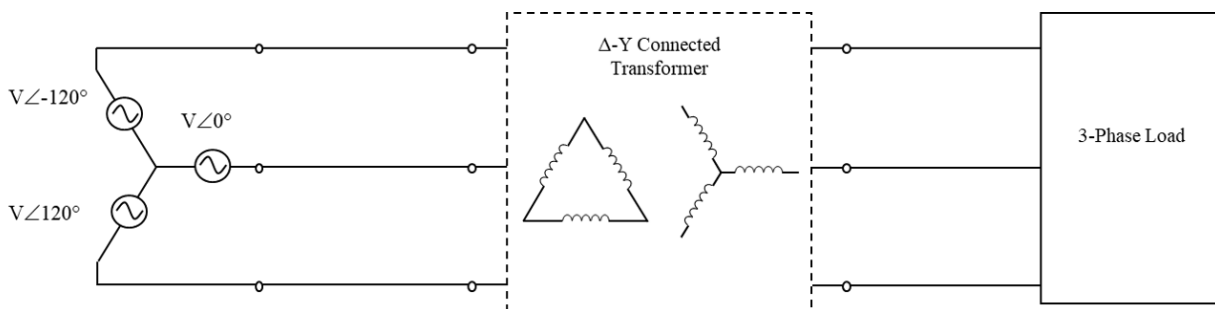 Δ-Y Connected
Transformer
V∠-120°
V∠0°
3-Phase Load
V∠120°